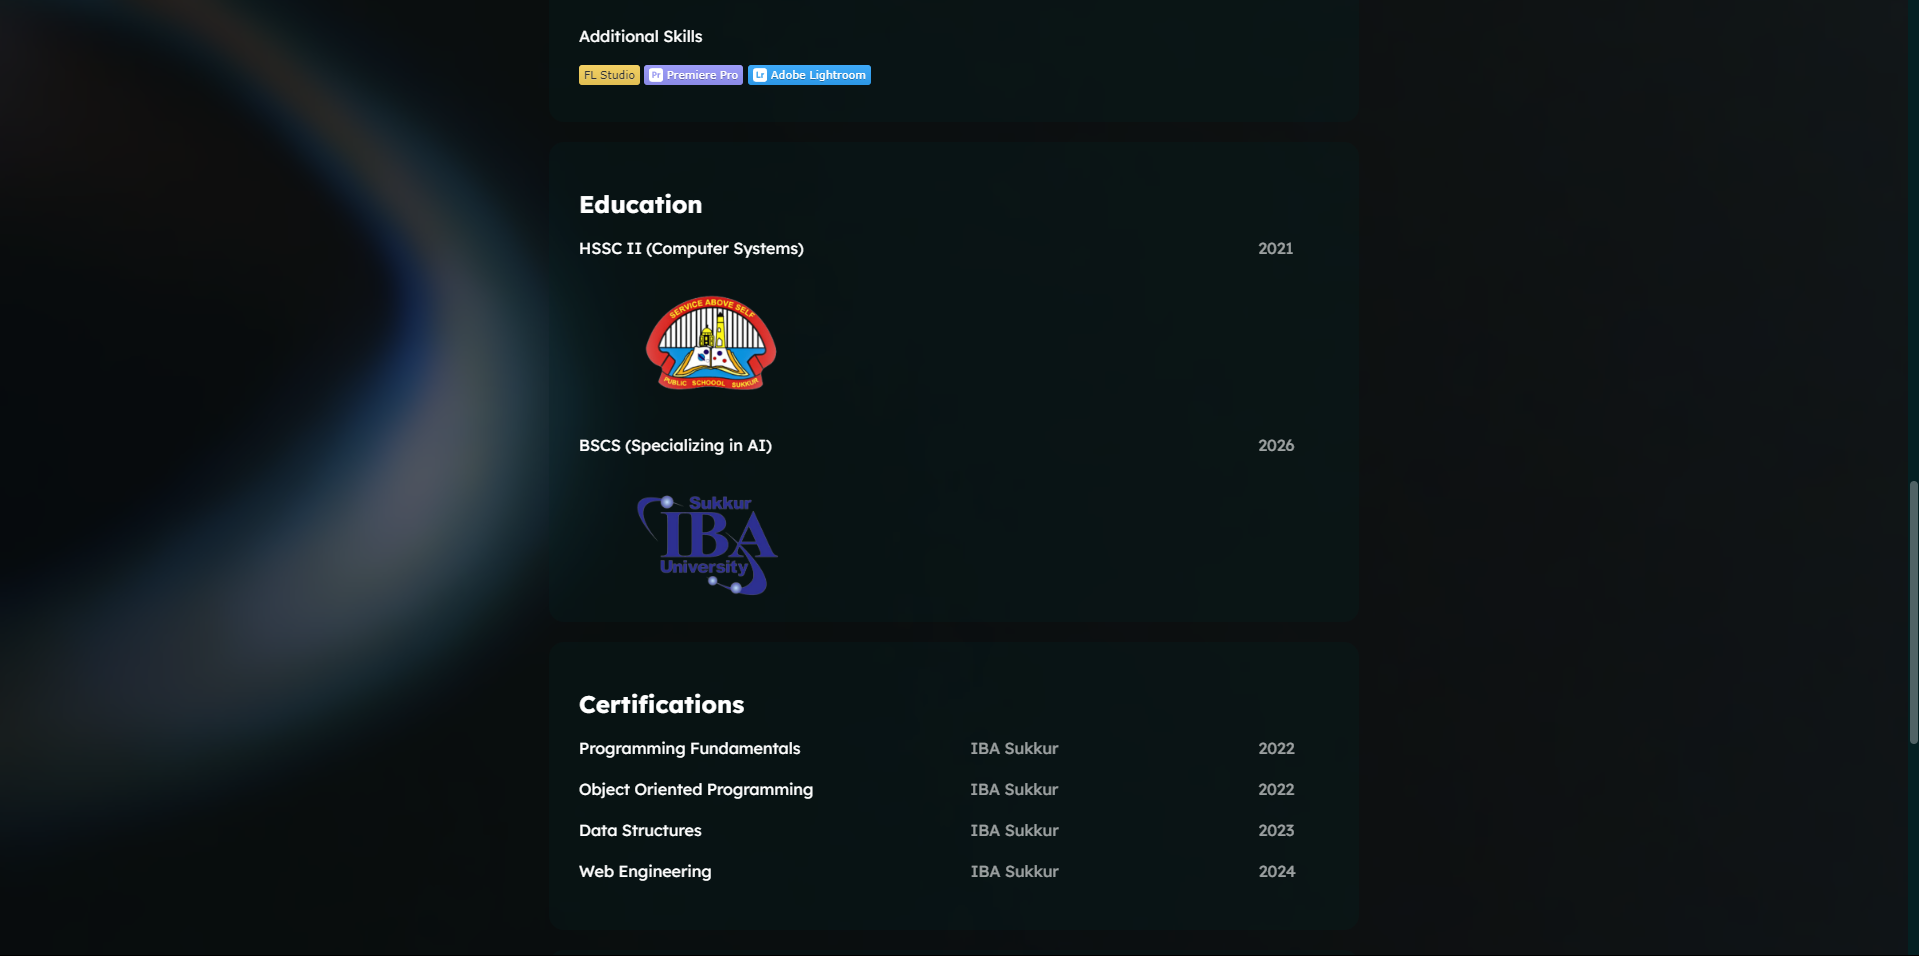 Additional Skills
FL Studio Pr Premiere Pro Lr Adobe Lightroom
Education
HSSC II (Computer Systems) 2021
SERVICE ABOVE SELF
PUBLIC SCHOOOL SUKKUR
BSCS (Specializing in AI) 2026
Sukkur
IBA
University
Certifications
Programming Fundamentals IBA Sukkur 2022
Object Oriented Programming IBA Sukkur 2022
Data Structures IBA Sukkur 2023
Web Engineering IBA Sukkur 2024